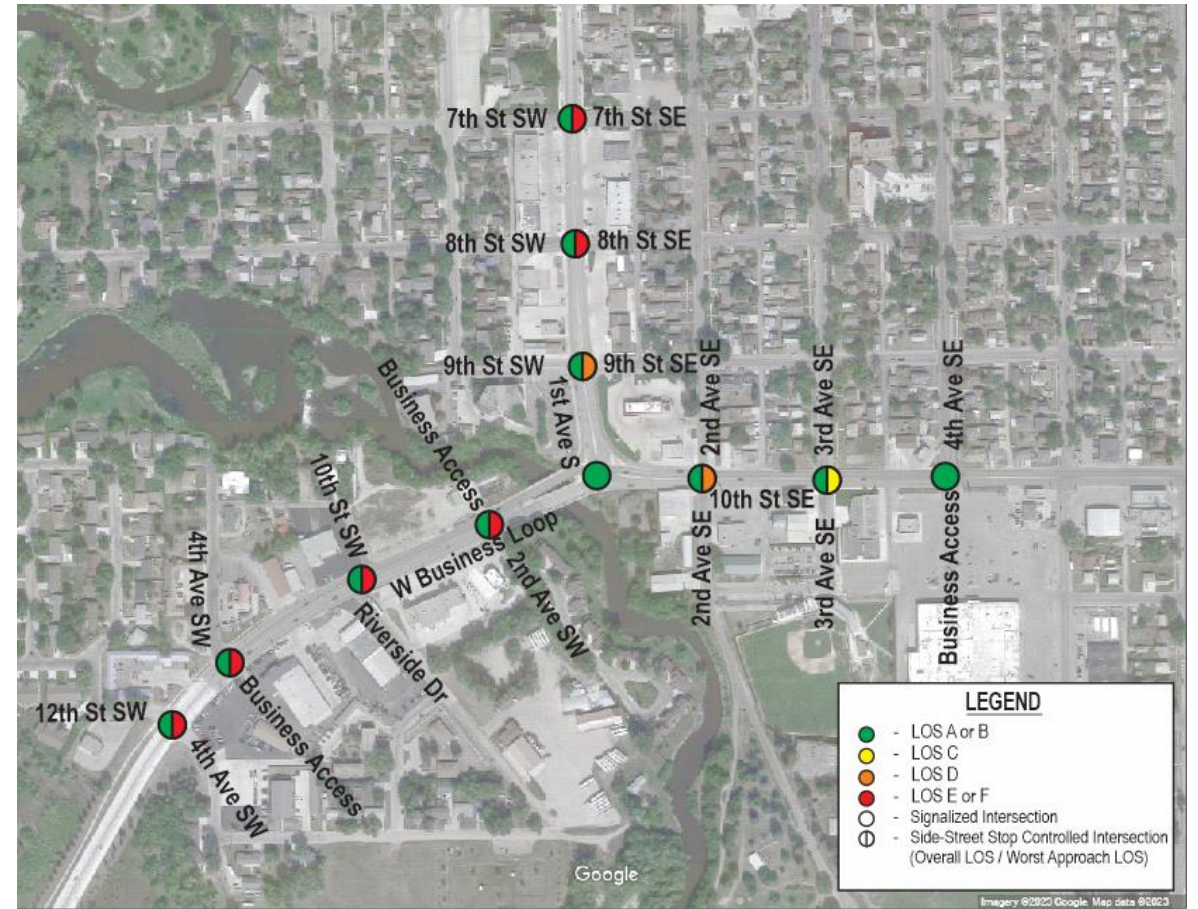 7th St SW
7th St SE
8th St SW
8th St SE
9th St SW
9th St SE
1st Ave S
Business Access
2nd Ave SE
3rd Ave SE
4th Ave SE
10th St SE
10th St SW
W Business Loop
2nd Ave SW
Riverside Dr
2nd Ave SE
3rd Ave SE
Business Access
4th Ave SW
Business Access
12th St SW
4th Ave SW
LEGEND
- LOS A or B
- LOS C
- LOS D
- LOS E or F
- Signalized Intersection
- Side-Street Stop Controlled Intersection
(Overall LOS / Worst Approach LOS)
Google
Imagery ©2023 Google, Map data ©2023